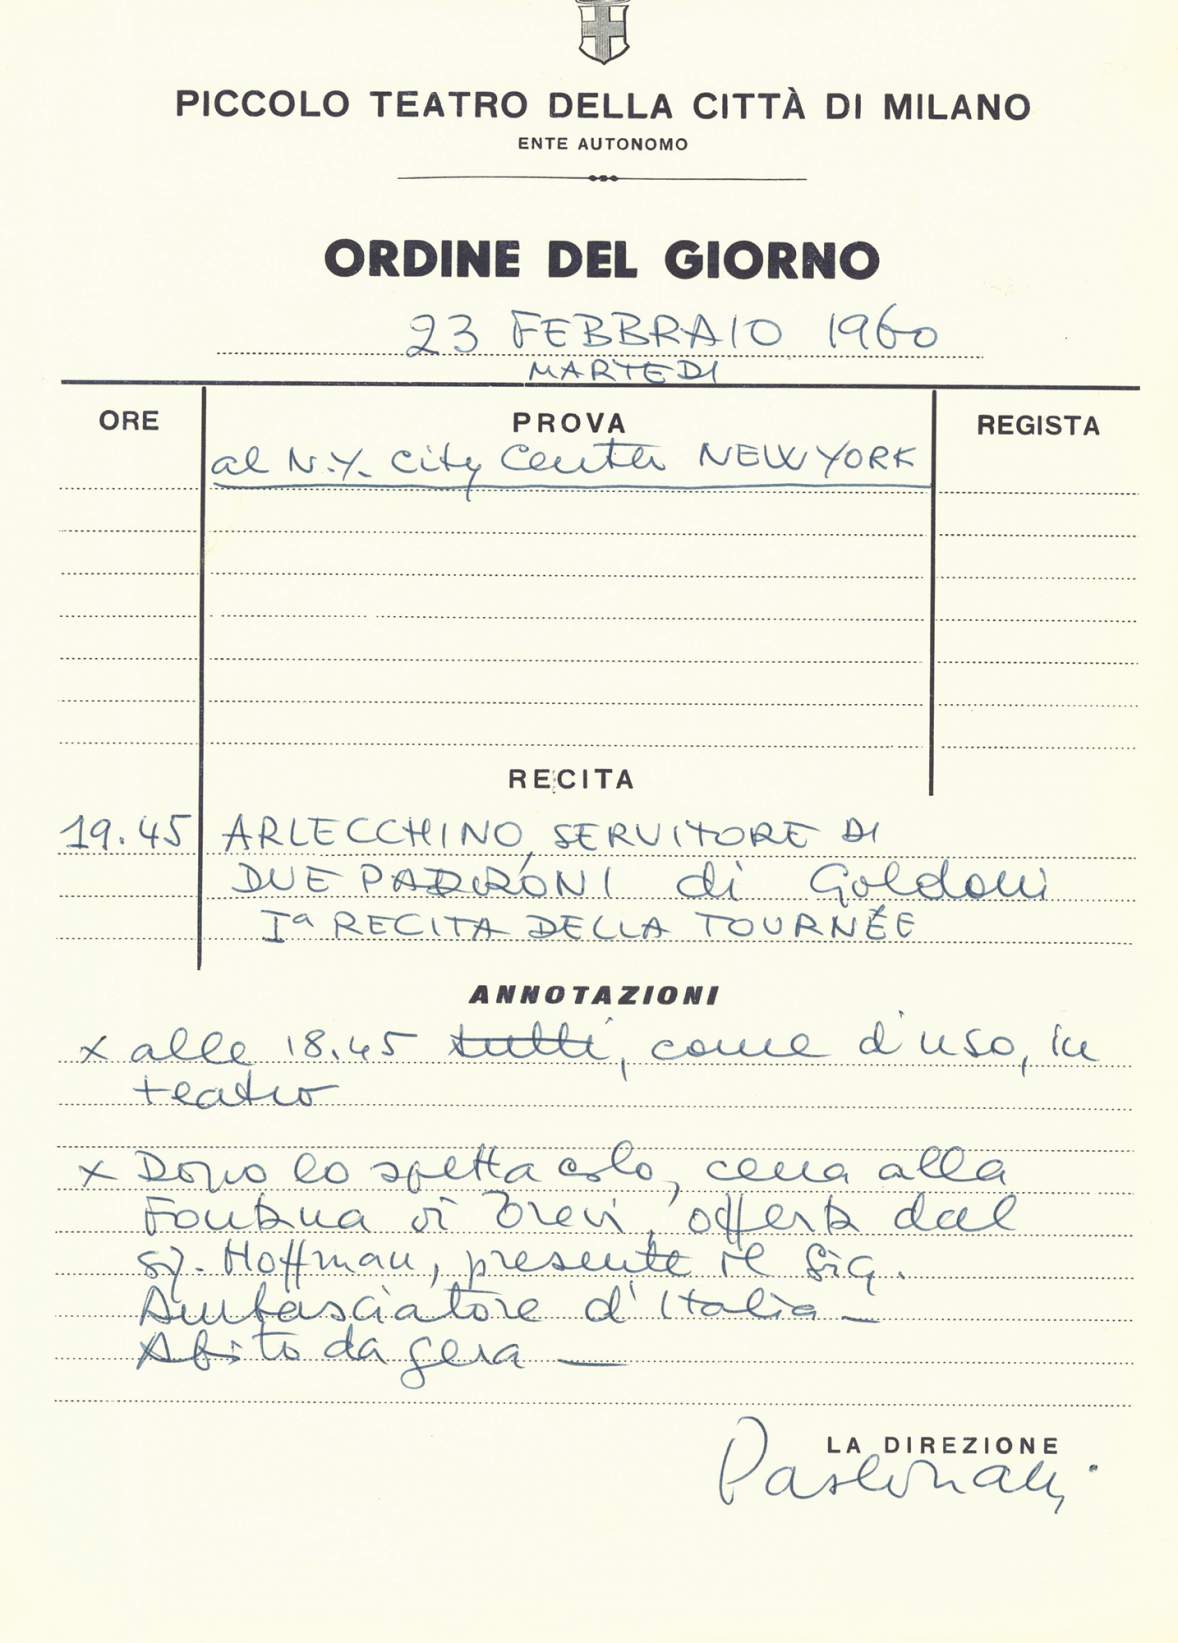 PICCOLO TEATRO DELLA CITTÀ DI MILANO
ENTE AUTONOMO
ORDINE DEL GIORNO
23 FEBBRAIO 1960
MARTEDI
ORE PROVA REGISTA
al N.Y. City Center NEW YORK
RECITA
19.45 ARLECCHINO, SERVITORE DI
DUE PADRONI di Goldoni
Iª RECITA DELLA TOURNÉE
ANNOTAZIONI
x alle 18.45 tutti, come d'uso, in
teatro
x Dopo lo spettacolo, cena alla
Fontana di Trevi, offerta dal
sig. Hoffman, presente il Sig.
Ambasciatore d'Italia —
Abito da sera —
LA DIREZIONE